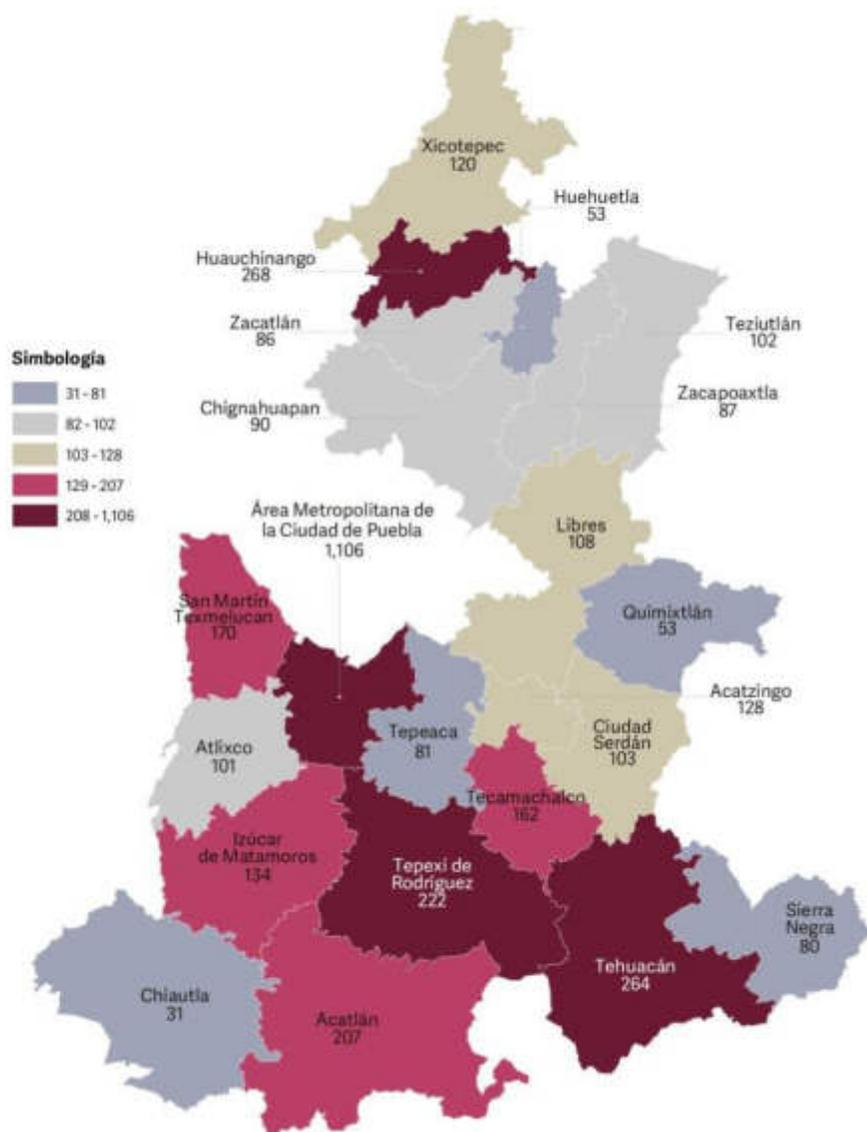 Xicotepec
120
Huehuetla
53
Huauchinango
268
Zacatlán
86
Teziutlán
102
Simbología
31 - 81
82 - 102
103 - 128
129 - 207
208 - 1,106
Chignahuapan
90
Zacapoaxtla
87
Área Metropolitana de
la Ciudad de Puebla
1,106
Libres
108
San Martín
Texmelucan
170
Quimixtlán
53
Acatzingo
128
Atlixco
101
Tepeaca
81
Ciudad
Serdán
103
Tecamachalco
162
Izúcar
de Matamoros
134
Tepexi de
Rodríguez
222
Sierra
Negra
80
Tehuacán
264
Chiautla
31
Acatlán
207